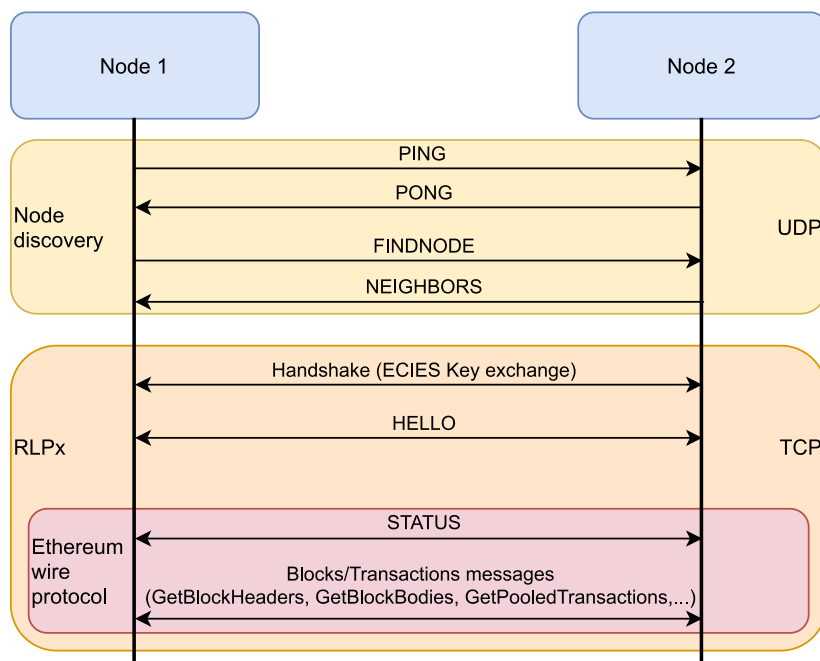 Node 1
Node 2
PING
PONG
Node
discovery
UDP
FINDNODE
NEIGHBORS
Handshake (ECIES Key exchange)
HELLO
RLPx
TCP
STATUS
Ethereum
wire
protocol
Blocks/Transactions messages
(GetBlockHeaders, GetBlockBodies, GetPooledTransactions,...)